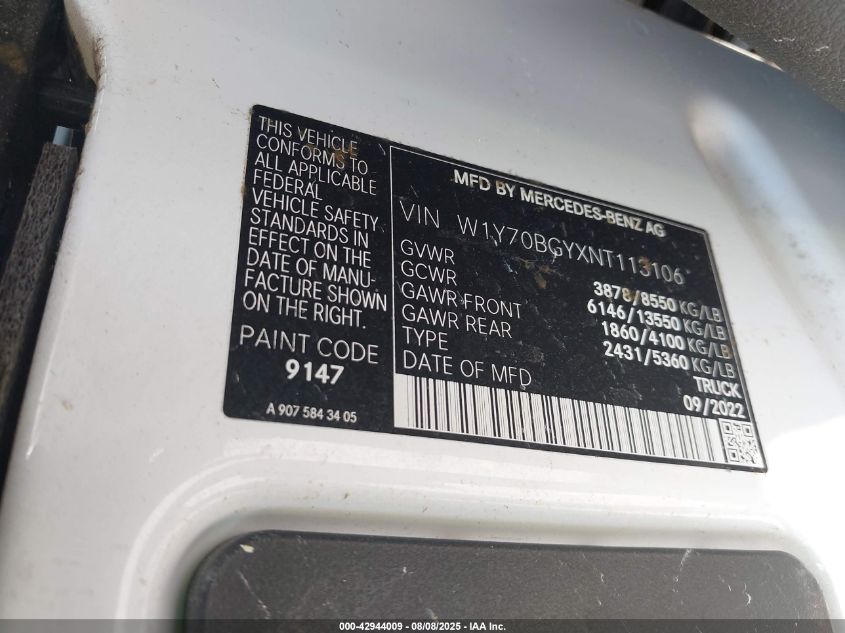 THIS VEHICLE
CONFORMS TO
ALL APPLICABLE
FEDERAL
VEHICLE SAFETY
STANDARDS IN
EFFECT ON THE
DATE OF MANU-
FACTURE SHOWN
ON THE RIGHT.
PAINT CODE
9147
A 907 584 34 05
MFD BY MERCEDES-BENZ AG
VIN W1Y70BGYXNT113106
GVWR 3878/8550 KG/LB
GCWR 6146/13550 KG/LB
GAWR FRONT 1860/4100 KG/LB
GAWR REAR 2431/5360 KG/LB
TYPE TRUCK
DATE OF MFD 09/2022
000-42944009 | 08/08/2025 | IAA Inc.